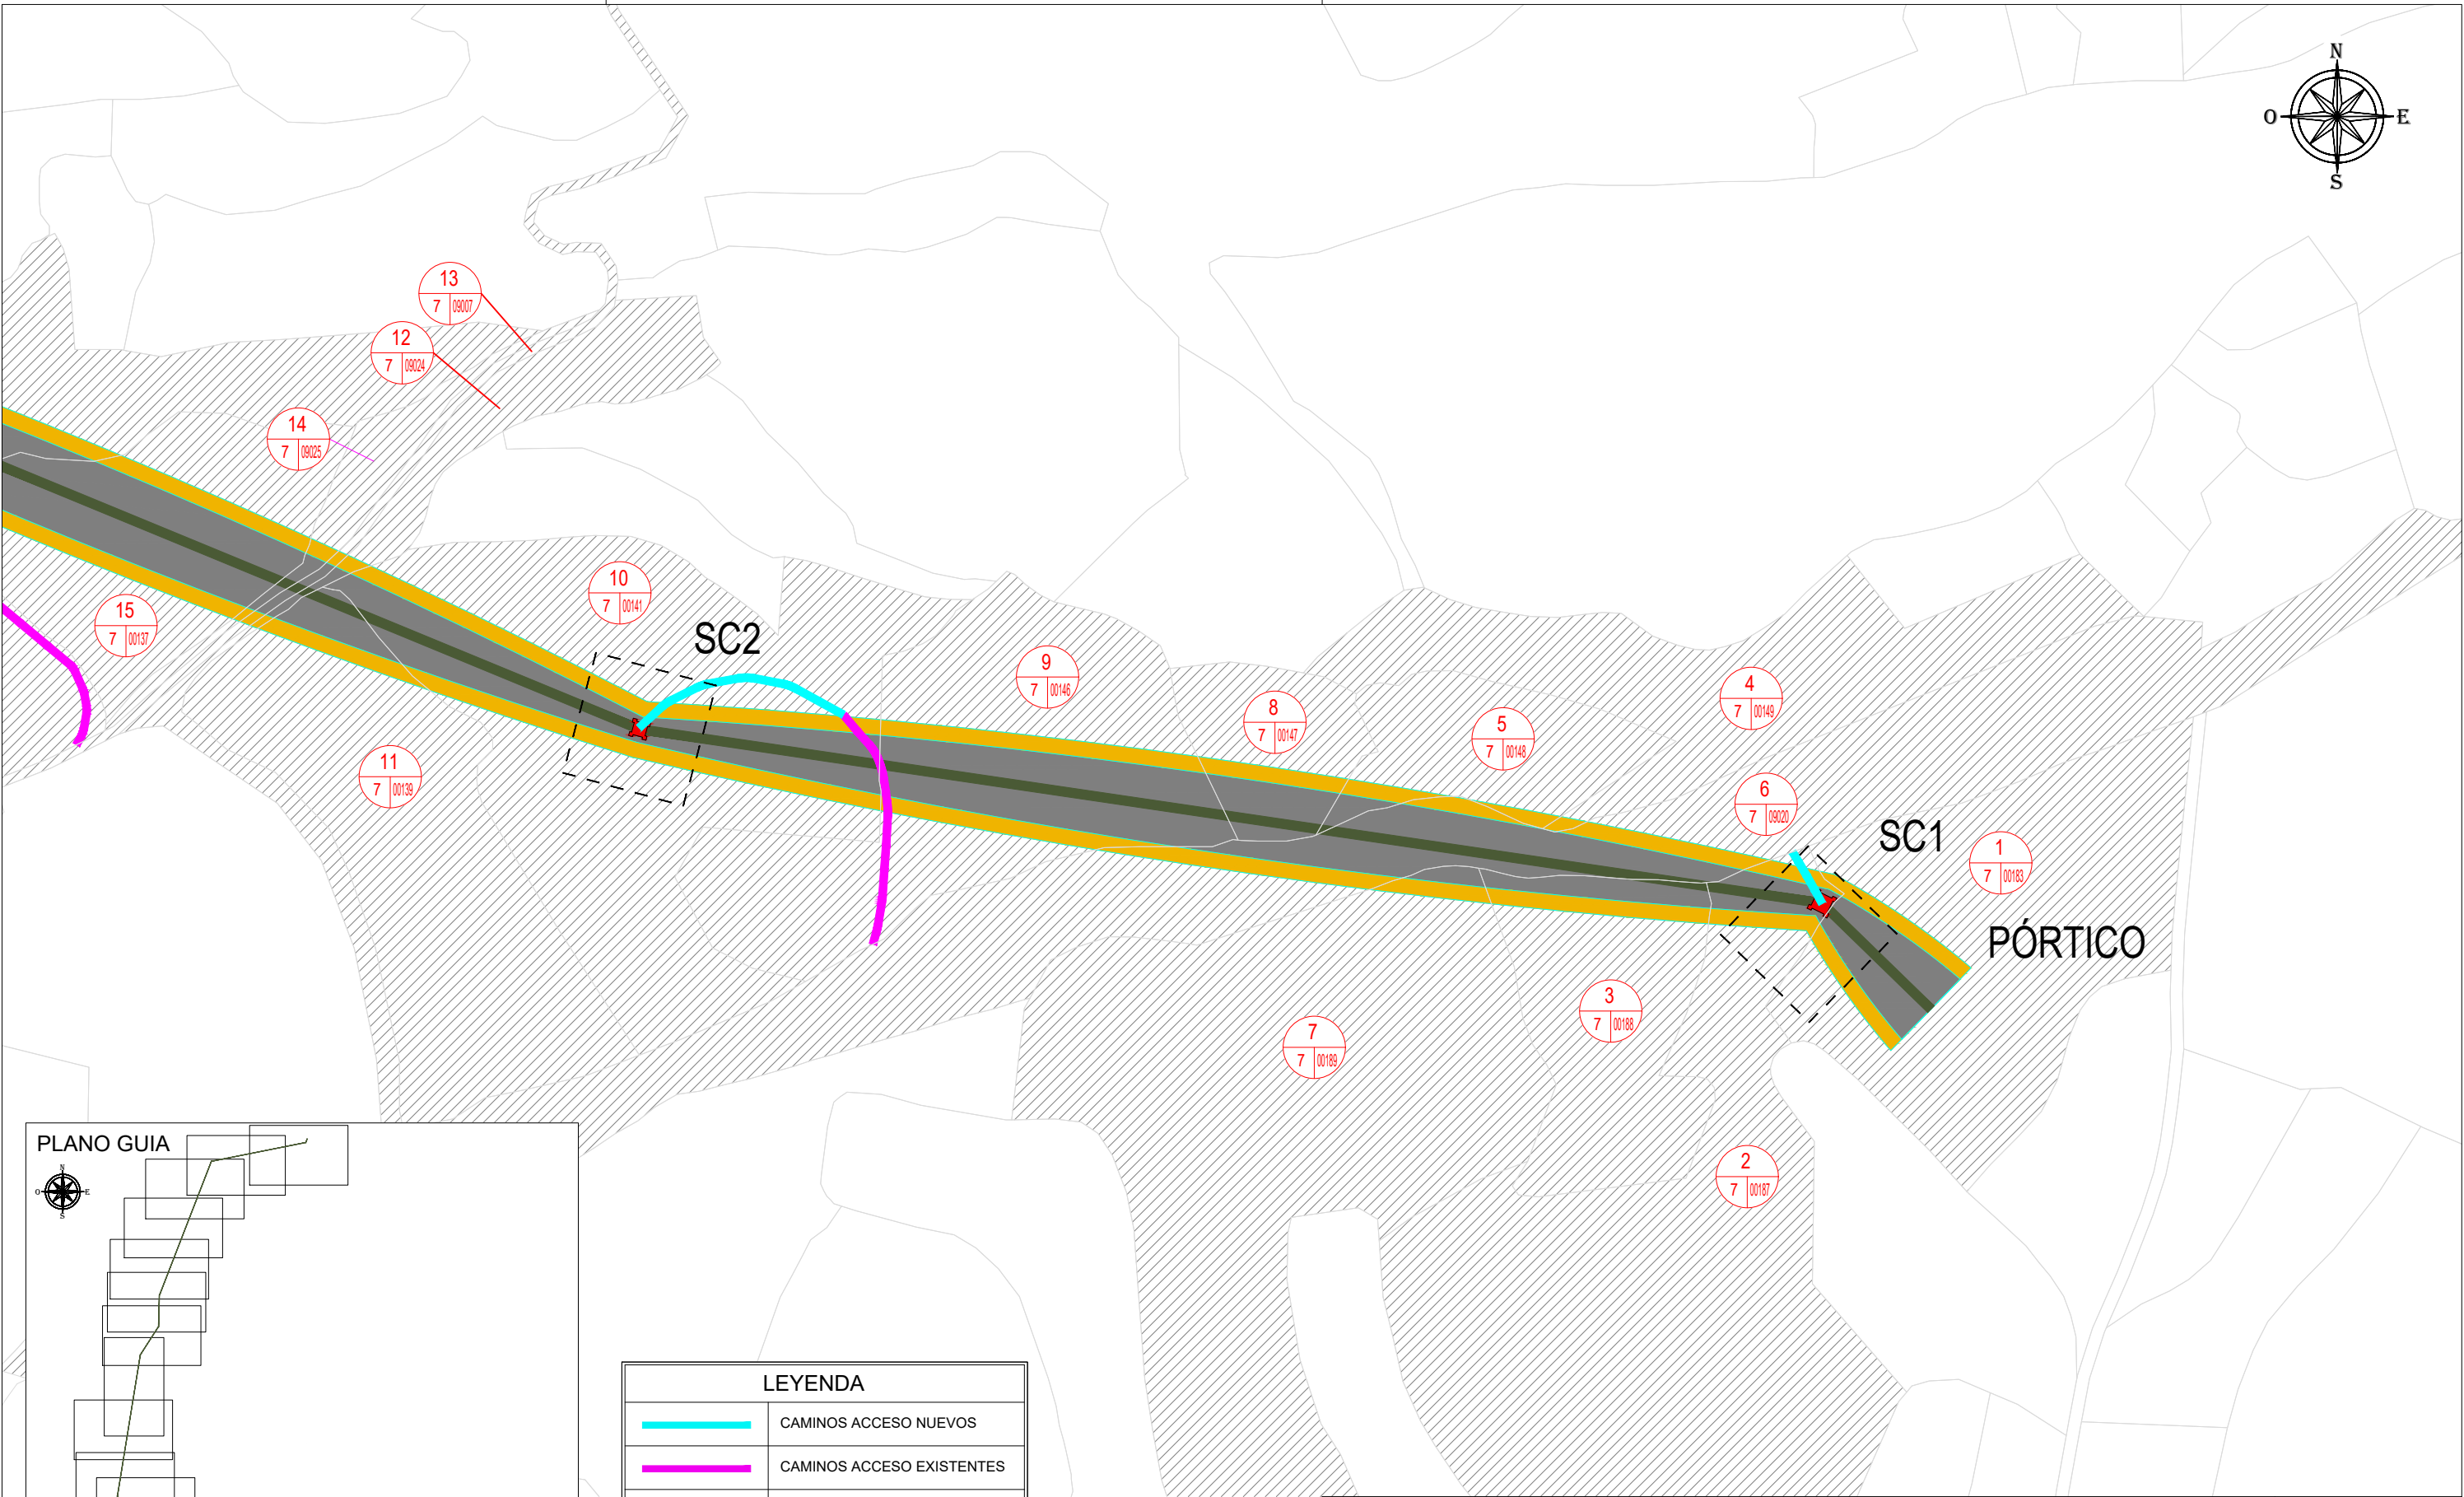 N
O E
S
13
7 09007
12
7 09024
14
7 09025
10
7 00141
15
7 00137
SC2
9
7 00146
4
7 00149
8
7 00147
5
7 00148
11
7 00139
6
7 09020
SC1
1
7 00183
PÓRTICO
3
7 00188
7
7 00189
2
7 00187
PLANO GUIA
N
O E
S
LEYENDA
CAMINOS ACCESO NUEVOS
CAMINOS ACCESO EXISTENTES